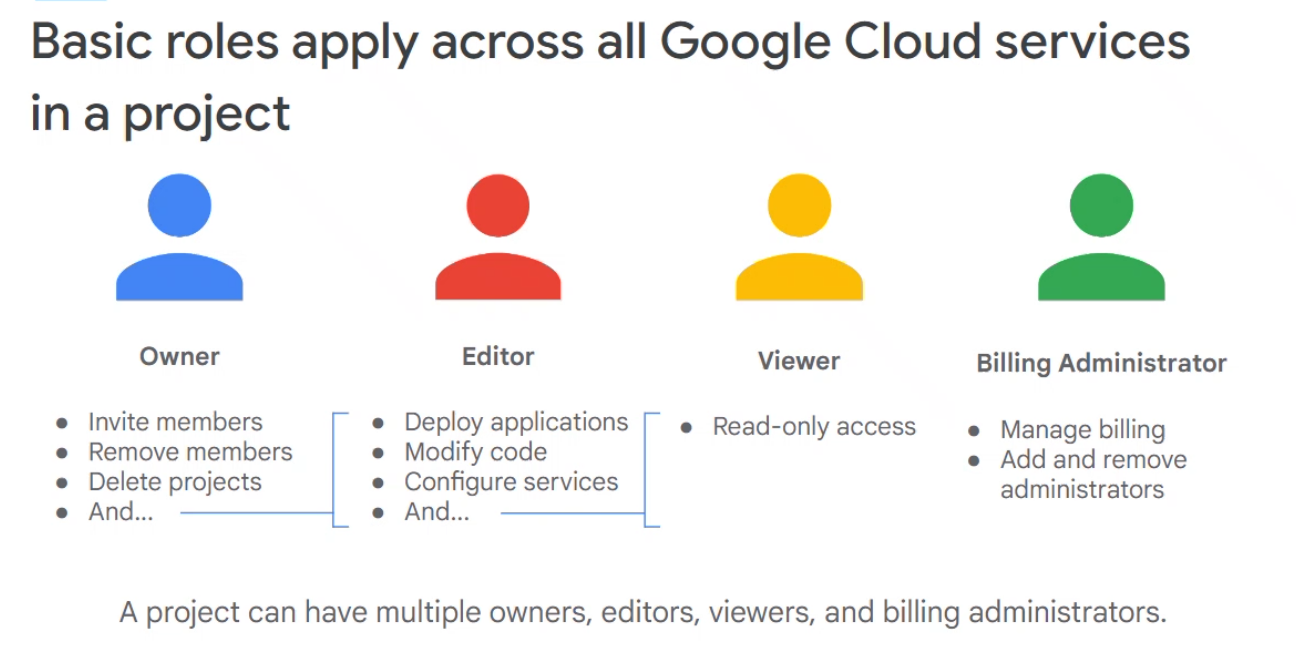 Basic roles apply across all Google Cloud services
in a project
Owner
● Invite members
● Remove members
● Delete projects
● And...
Editor
● Deploy applications
● Modify code
● Configure services
● And...
Viewer
● Read-only access
Billing Administrator
● Manage billing
● Add and remove
administrators
A project can have multiple owners, editors, viewers, and billing administrators.